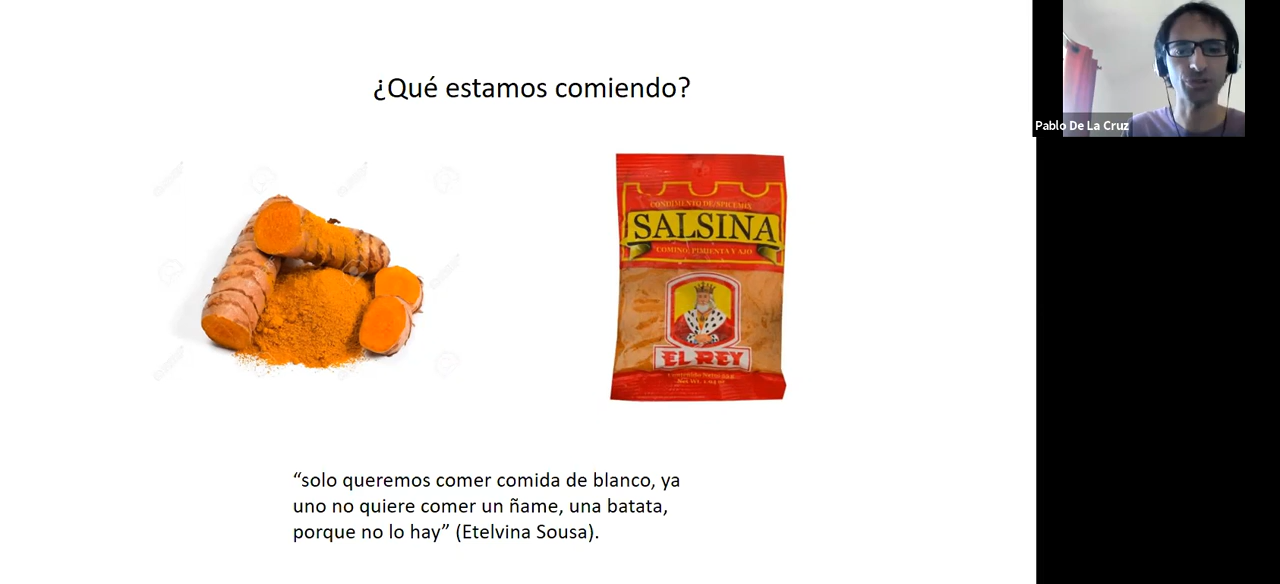 ¿Qué estamos comiendo?
Pablo De La Cruz
CONDIMENTO DE/SPICEMIX
SALSINA
COMINO, PIMIENTA Y AJO
EL REY
“solo queremos comer comida de blanco, ya
uno no quiere comer un ñame, una batata,
porque no lo hay” (Etelvina Sousa).